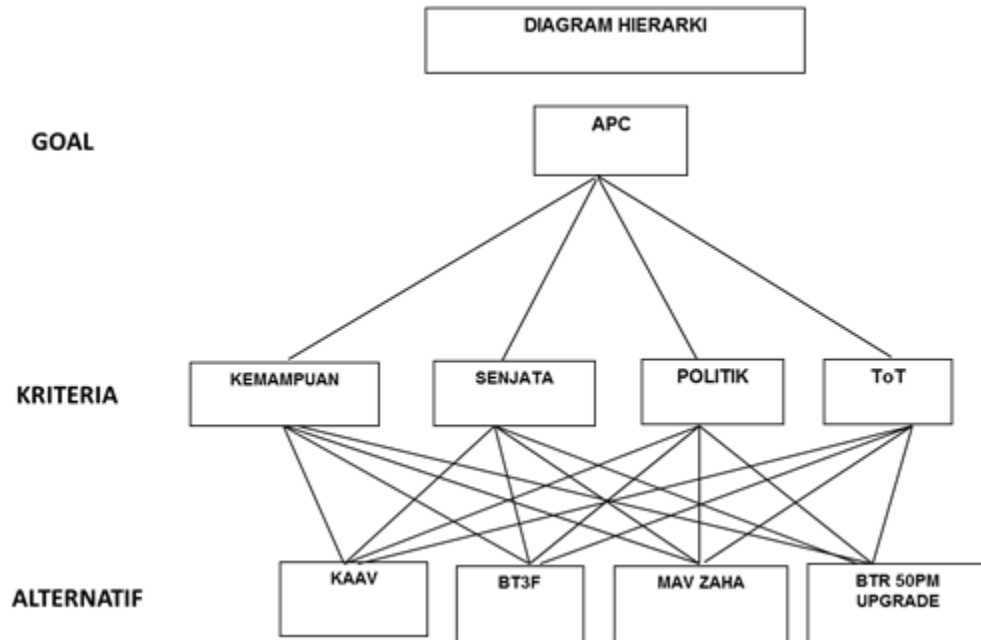 DIAGRAM HIERARKI
GOAL
APC
KRITERIA
KEMAMPUAN
SENJATA
POLITIK
ToT
ALTERNATIF
KAAV
BT3F
MAV ZAHA
BTR 50PM
UPGRADE